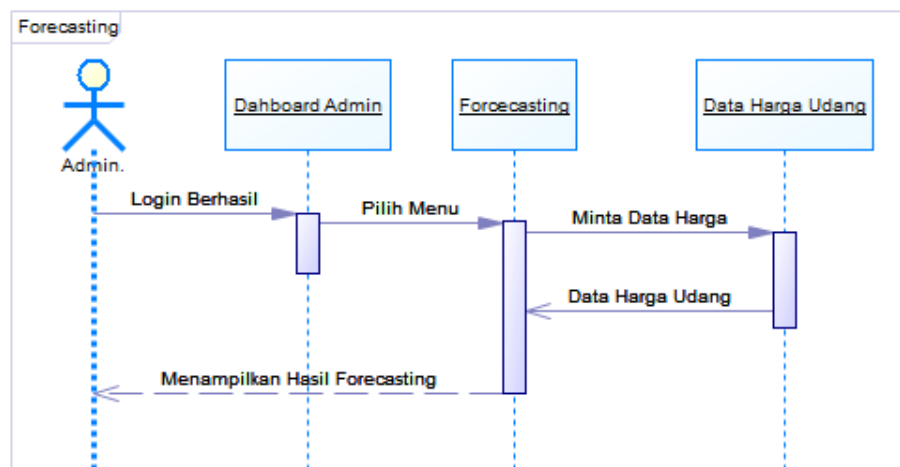 Forecasting
Dahboard Admin
Forcecasting
Data Harga Udang
Admin.
Login Berhasil
Pilih Menu
Minta Data Harga
Data Harga Udang
Menampilkan Hasil Forecasting